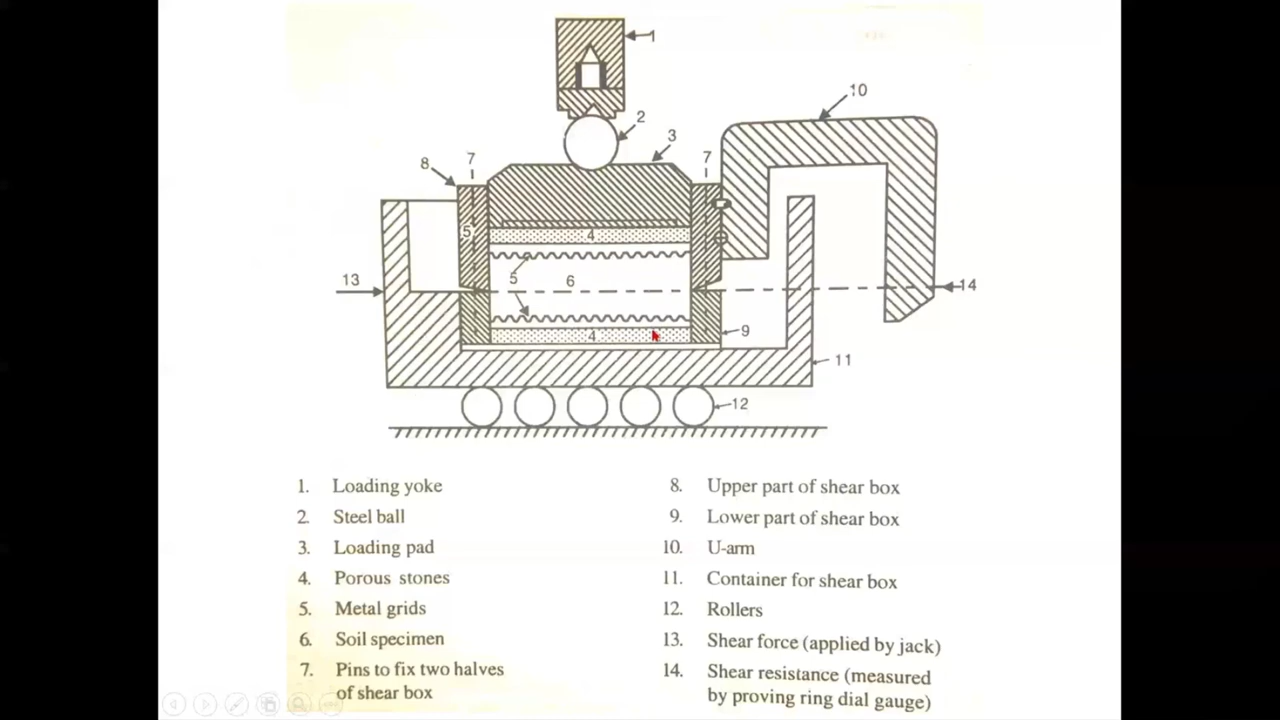 1
10
2
3
7
7
8
5
4
13
5
6
14
4
9
11
12
1. Loading yoke
2. Steel ball
3. Loading pad
4. Porous stones
5. Metal grids
6. Soil specimen
7. Pins to fix two halves
of shear box
8. Upper part of shear box
9. Lower part of shear box
10. U-arm
11. Container for shear box
12. Rollers
13. Shear force (applied by jack)
14. Shear resistance (measured
by proving ring dial gauge)